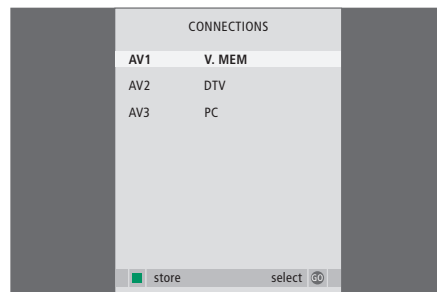 CONNECTIONS
AV1 V. MEM
AV2 DTV
AV3 PC
store select GO